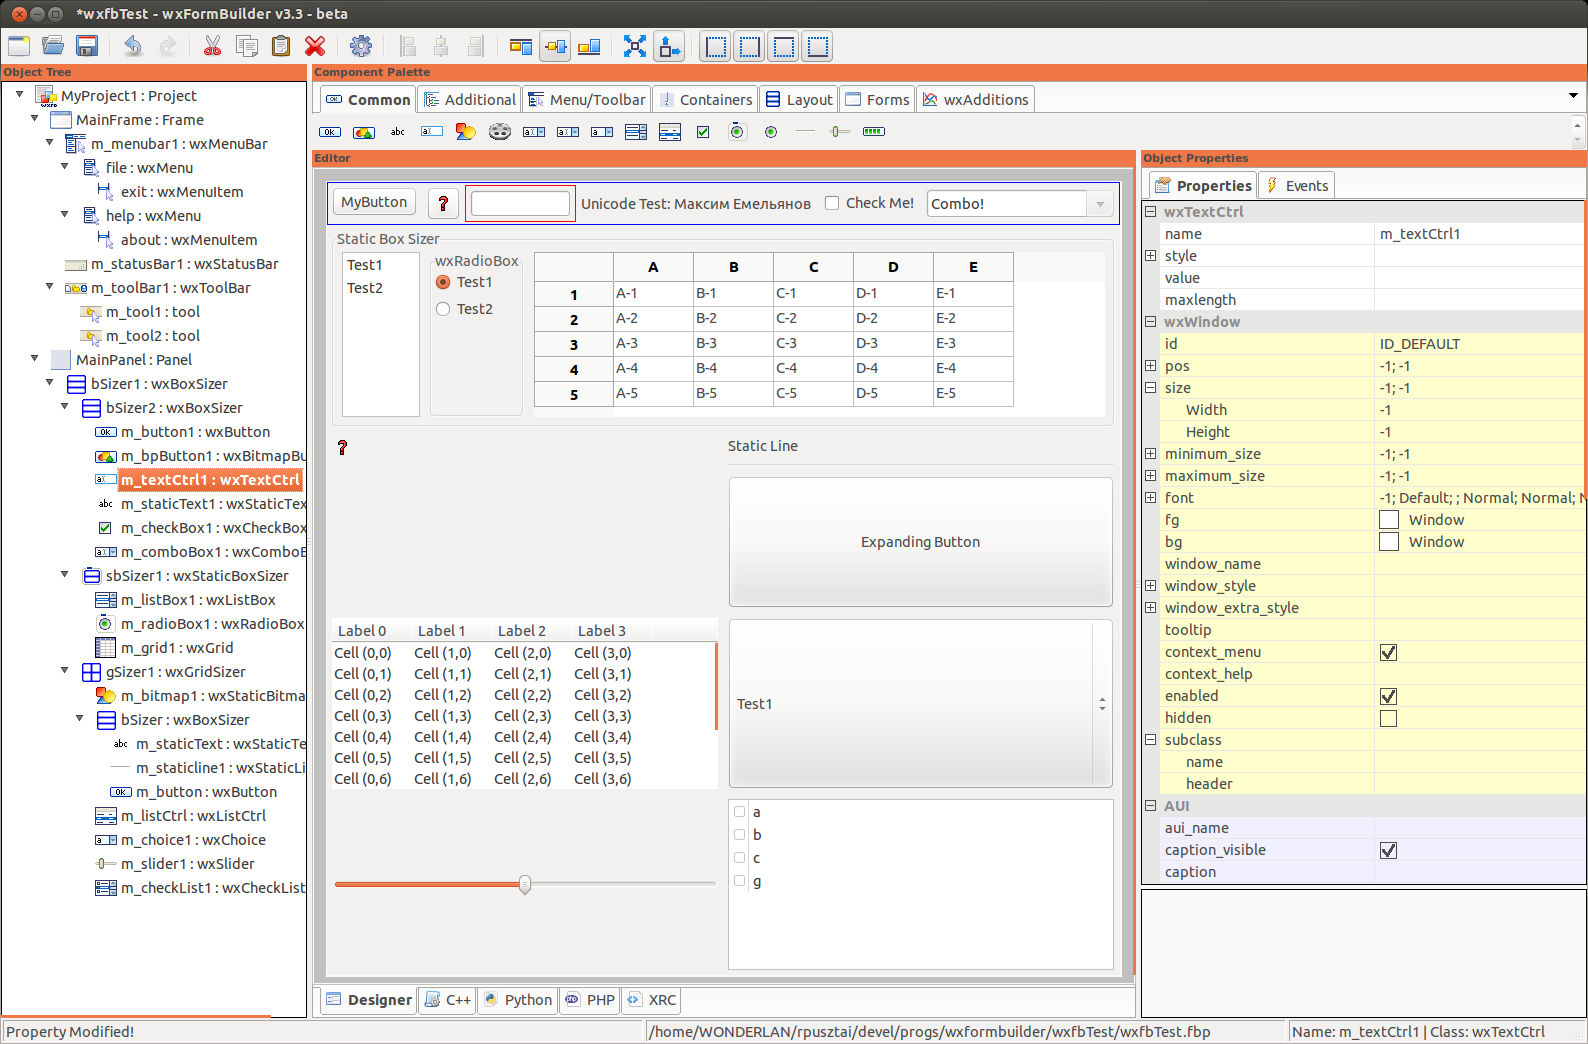 *wxfbTest - wxFormBuilder v3.3 - beta
Object Tree
MyProject1 : Project
MainFrame : Frame
m_menubar1 : wxMenuBar
file : wxMenu
exit : wxMenuItem
help : wxMenu
about : wxMenuItem
m_statusBar1 : wxStatusBar
m_toolBar1 : wxToolBar
m_tool1 : tool
m_tool2 : tool
MainPanel : Panel
bSizer1 : wxBoxSizer
bSizer2 : wxBoxSizer
m_button1 : wxButton
m_bpButton1 : wxBitmapBu
m_textCtrl1 : wxTextCtrl
m_staticText1 : wxStaticTex
m_checkBox1 : wxCheckBox
m_comboBox1 : wxComboB
sbSizer1 : wxStaticBoxSizer
m_listBox1 : wxListBox
m_radioBox1 : wxRadioBox
m_grid1 : wxGrid
gSizer1 : wxGridSizer
m_bitmap1 : wxStaticBitma
bSizer : wxBoxSizer
m_staticText : wxStaticTe
m_staticline1 : wxStaticLi
m_button : wxButton
m_listCtrl : wxListCtrl
m_choice1 : wxChoice
m_slider1 : wxSlider
m_checkList1 : wxCheckList
Component Palette
Common Additional Menu/Toolbar Containers Layout Forms wxAdditions
Editor
MyButton ? Unicode Test: Максим Емельянов Check Me! Combo!
Static Box Sizer
Test1
Test2
wxRadioBox
Test1
Test2
A B C D E
1 A-1 B-1 C-1 D-1 E-1
2 A-2 B-2 C-2 D-2 E-2
3 A-3 B-3 C-3 D-3 E-3
4 A-4 B-4 C-4 D-4 E-4
5 A-5 B-5 C-5 D-5 E-5
?
Static Line
Expanding Button
Label 0 Label 1 Label 2 Label 3
Cell (0,0) Cell (1,0) Cell (2,0) Cell (3,0)
Cell (0,1) Cell (1,1) Cell (2,1) Cell (3,1)
Cell (0,2) Cell (1,2) Cell (2,2) Cell (3,2)
Cell (0,3) Cell (1,3) Cell (2,3) Cell (3,3)
Cell (0,4) Cell (1,4) Cell (2,4) Cell (3,4)
Cell (0,5) Cell (1,5) Cell (2,5) Cell (3,5)
Cell (0,6) Cell (1,6) Cell (2,6) Cell (3,6)
Test1
a
b
c
g
Designer C++ Python PHP XRC
Object Properties
Properties Events
wxTextCtrl
name m_textCtrl1
style
value
maxlength
wxWindow
id ID_DEFAULT
pos -1; -1
size -1; -1
Width -1
Height -1
minimum_size -1; -1
maximum_size -1; -1
font -1; Default; ; Normal; Normal; N
fg Window
bg Window
window_name
window_style
window_extra_style
tooltip
context_menu
context_help
enabled
hidden
subclass
name
header
AUI
aui_name
caption_visible
caption
Property Modified!
/home/WONDERLAN/rpusztai/devel/progs/wxformbuilder/wxfbTest/wxfbTest.fbp
Name: m_textCtrl1 | Class: wxTextCtrl